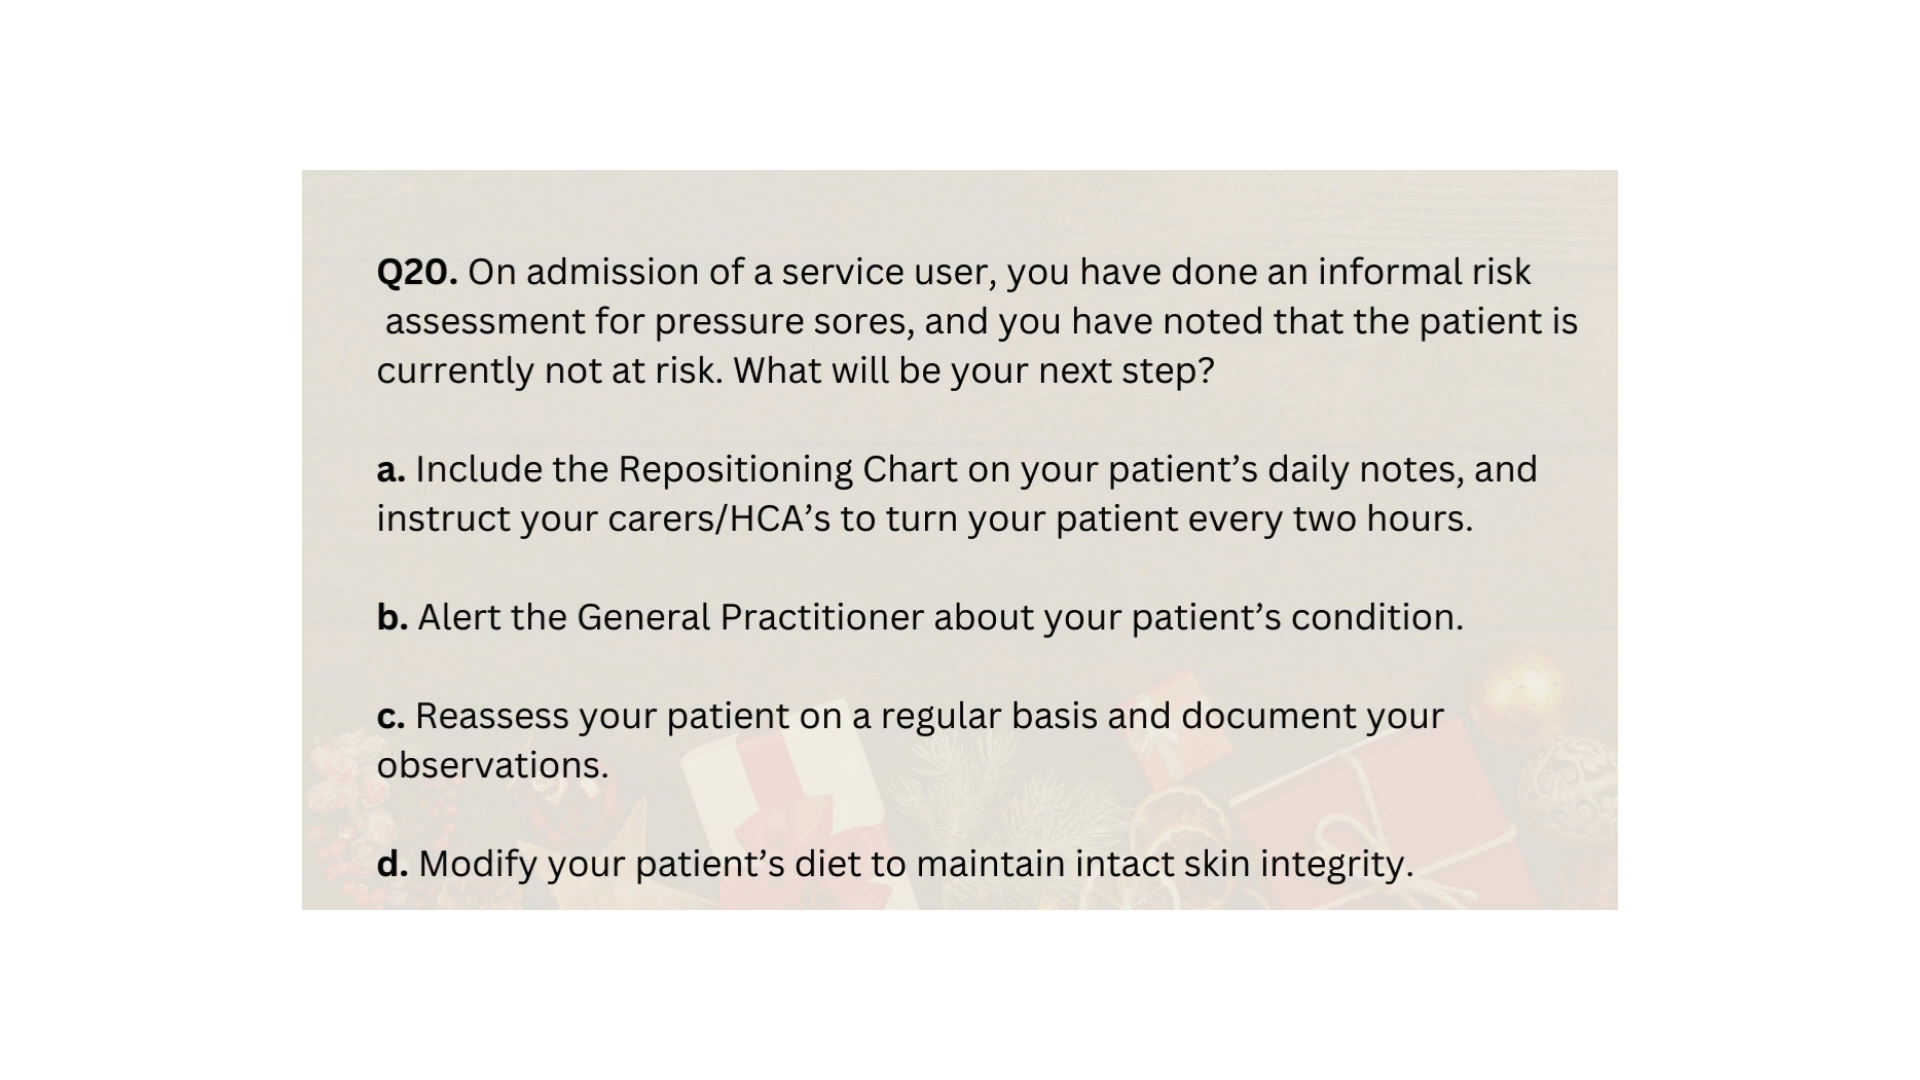 Q20. On admission of a service user, you have done an informal risk
assessment for pressure sores, and you have noted that the patient is
currently not at risk. What will be your next step?
a. Include the Repositioning Chart on your patient’s daily notes, and
instruct your carers/HCA’s to turn your patient every two hours.
b. Alert the General Practitioner about your patient’s condition.
c. Reassess your patient on a regular basis and document your
observations.
d. Modify your patient’s diet to maintain intact skin integrity.